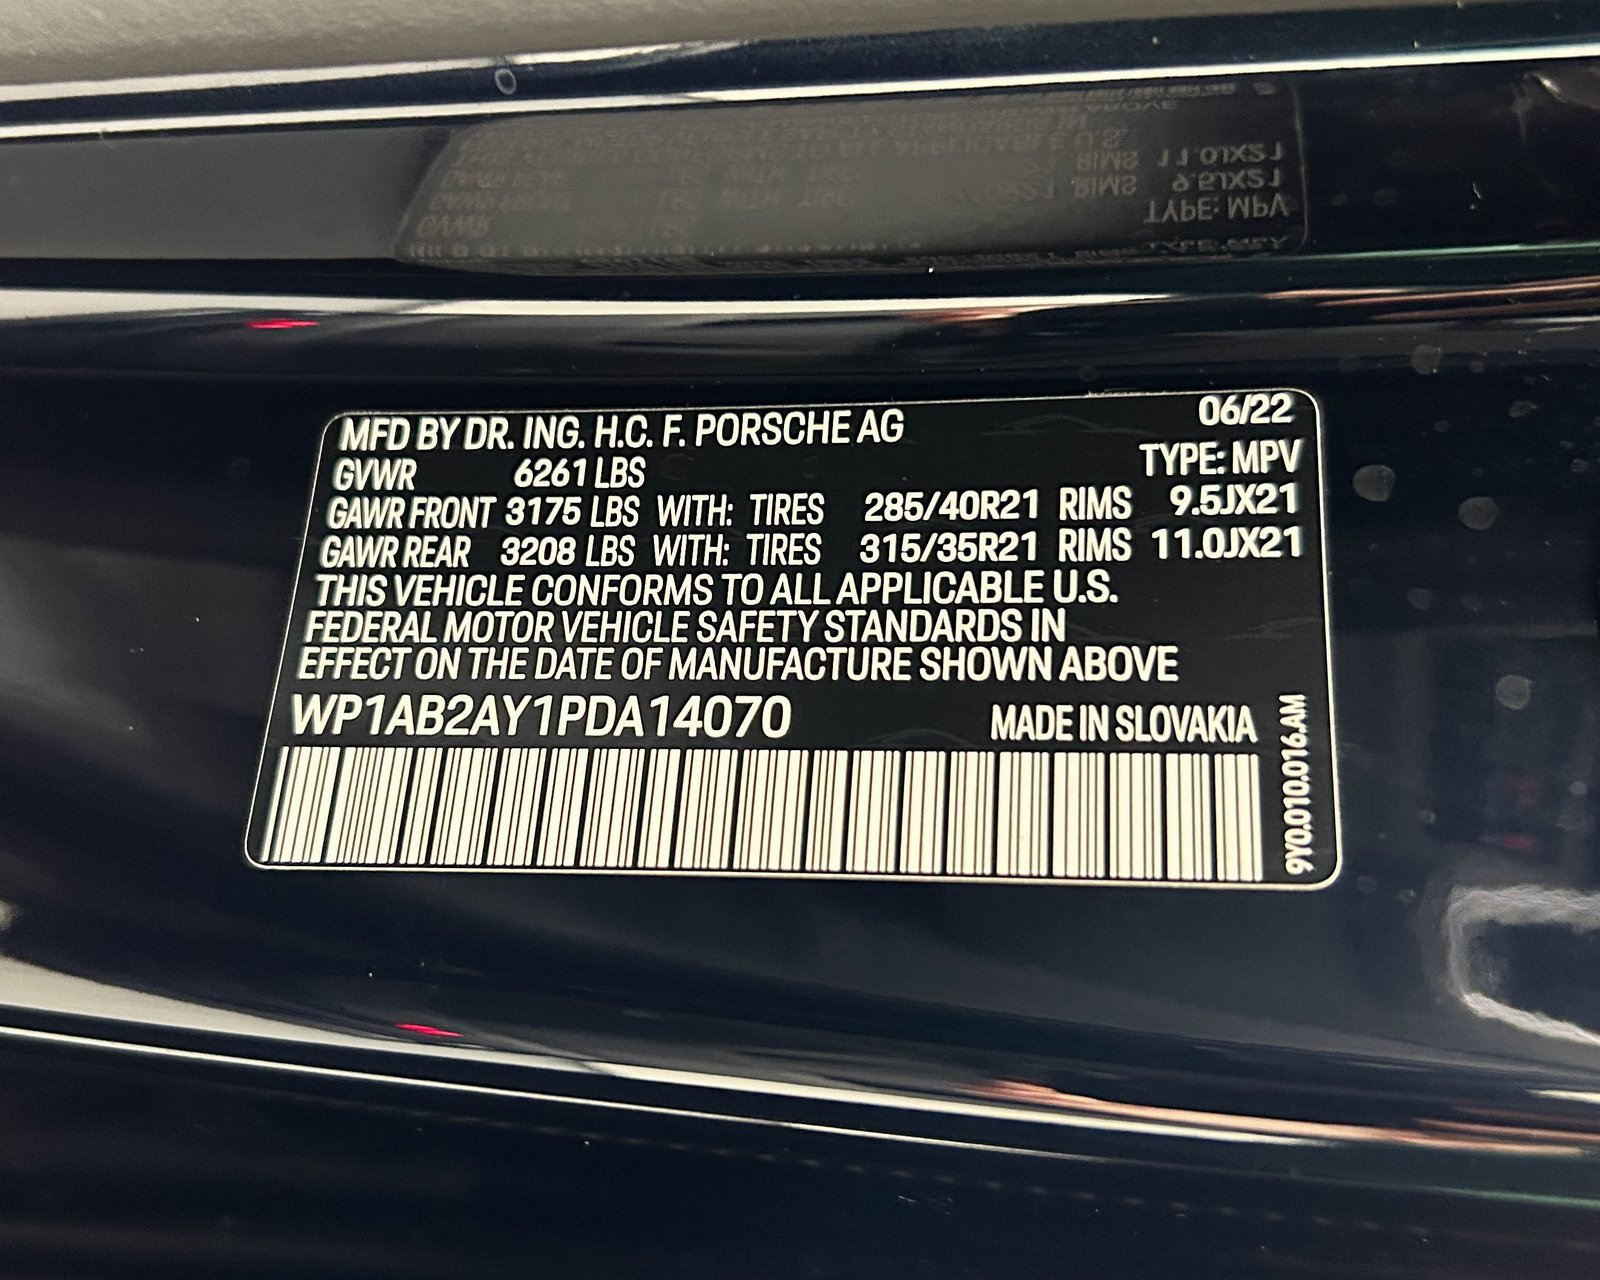 MFD BY DR. ING. H.C. F. PORSCHE AG 06/22
GVWR 6261 LBS TYPE: MPV
GAWR FRONT 3175 LBS WITH: TIRES 285/40R21 RIMS 9.5JX21
GAWR REAR 3208 LBS WITH: TIRES 315/35R21 RIMS 11.0JX21
THIS VEHICLE CONFORMS TO ALL APPLICABLE U.S.
FEDERAL MOTOR VEHICLE SAFETY STANDARDS IN
EFFECT ON THE DATE OF MANUFACTURE SHOWN ABOVE
WP1AB2AY1PDA14070 MADE IN SLOVAKIA
9Y0.010.016.AM